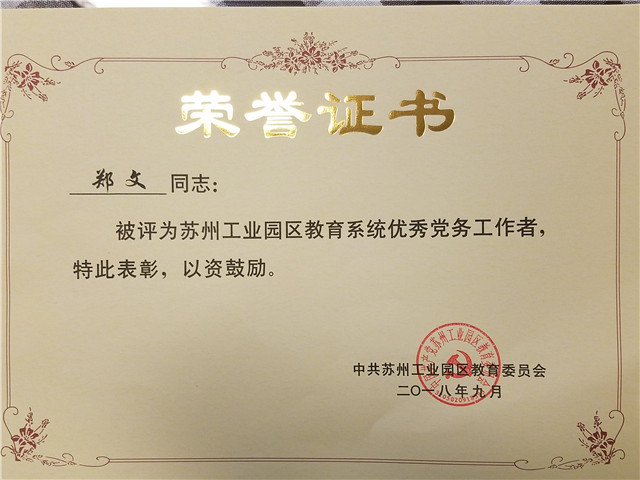 荣誉证书
郑文 同志：
被评为苏州工业园区教育系统优秀党务工作者，
特此表彰，以资鼓励。
中共苏州工业园区教育委员会
二〇一八年九月